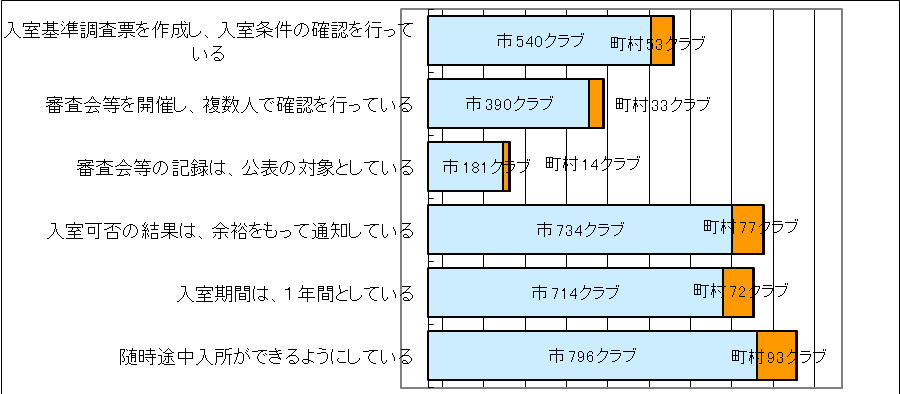 入室基準調査票を作成し、入室条件の確認を行って
いる
市540クラブ 町村53クラブ
審査会等を開催し、複数人で確認を行っている
市390クラブ 町村33クラブ
審査会等の記録は、公表の対象としている
市181クラブ 町村14クラブ
入室可否の結果は、余裕をもって通知している
市734クラブ 町村77クラブ
入室期間は、１年間としている
市714クラブ 町村72クラブ
随時途中入所ができるようにしている
市796クラブ 町村93クラブ